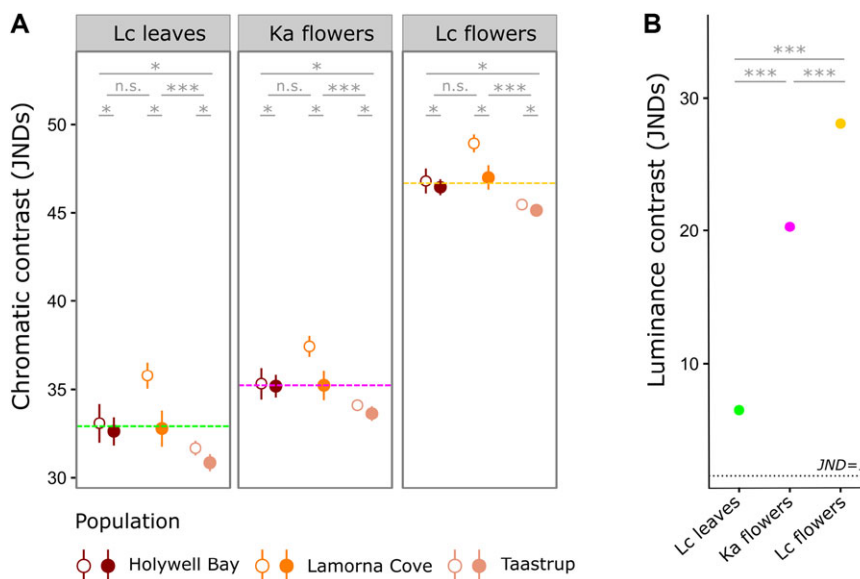 A
Lc leaves
Ka flowers
Lc flowers
Chromatic contrast (JNDs)
50
45
40
35
30
*
n.s. ***
* * *
*
n.s. ***
* * *
*
n.s. ***
* * *
Population
Holywell Bay
Lamorna Cove
Taastrup
B
Luminance contrast (JNDs)
30
20
10
***
*** ***
JND=
Lc leaves
Ka flowers
Lc flowers